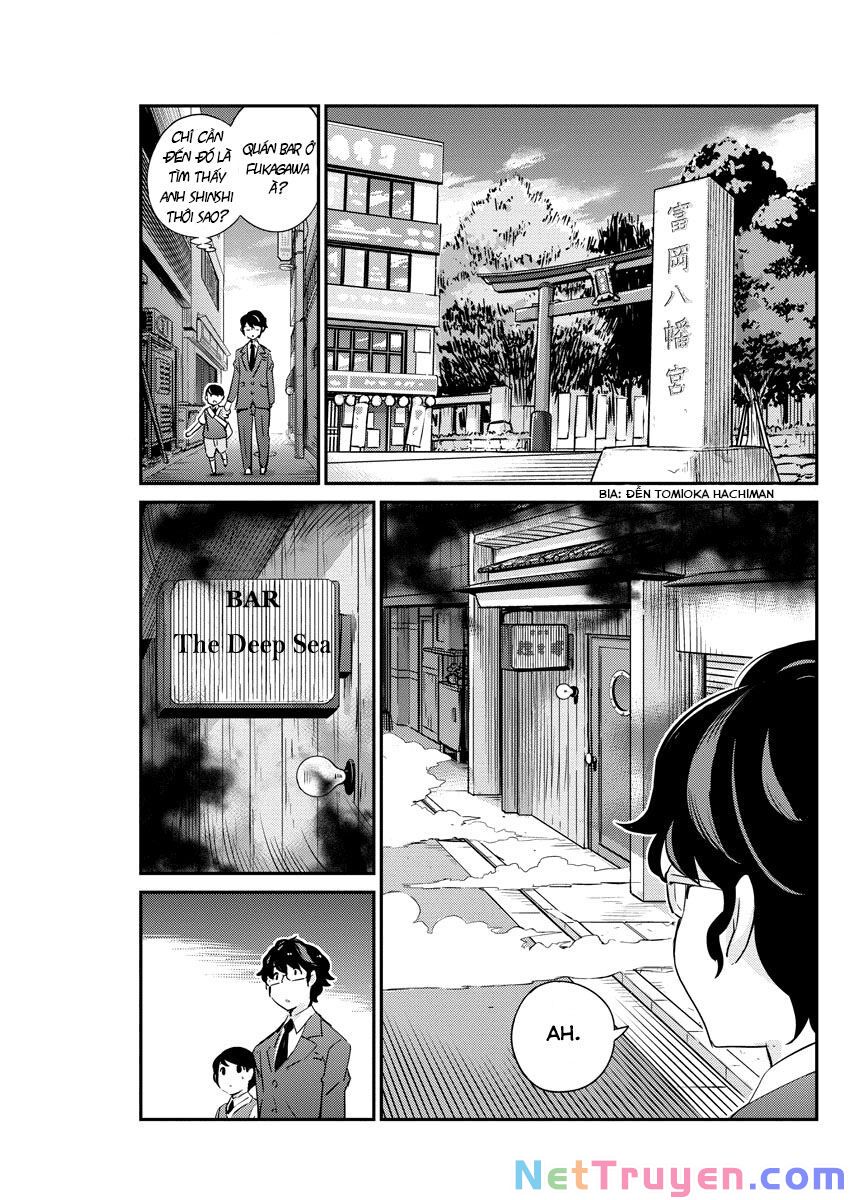 富岡八幡宮
BIA: ĐỀN TOMIOKA HACHIMAN
QUÁN BAR Ở
FUKAGAWA
À?
CHỈ CẦN
ĐẾN ĐÓ LÀ
TÌM THẤY
ANH SHINSHI
THÔI SAO?
AH.
BAR
The Deep Sea
NetTruyen.com